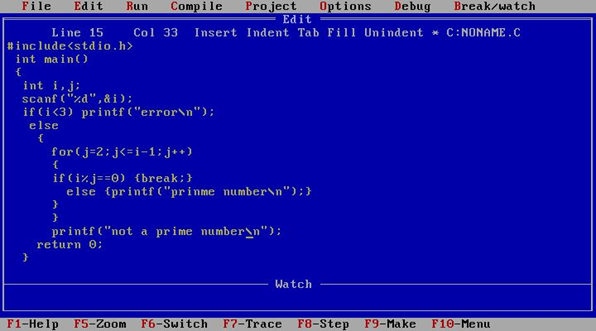 File Edit Run Compile Project Options Debug Break/watch
Edit
Line 15 Col 33 Insert Indent Tab Fill Unindent * C:NONAME.C
#include<stdio.h>
int main()
{
int i,j;
scanf("%d",&i);
if(i<3) printf("error\n");
else
{
for(j=2;j<=i-1;j++)
{
if(i%j==0) {break;}
else {printf("prinme number\n");}
}
}
printf("not a prime number\n");
return 0;
}
Watch
F1-Help F5-Zoom F6-Switch F7-Trace F8-Step F9-Make F10-Menu